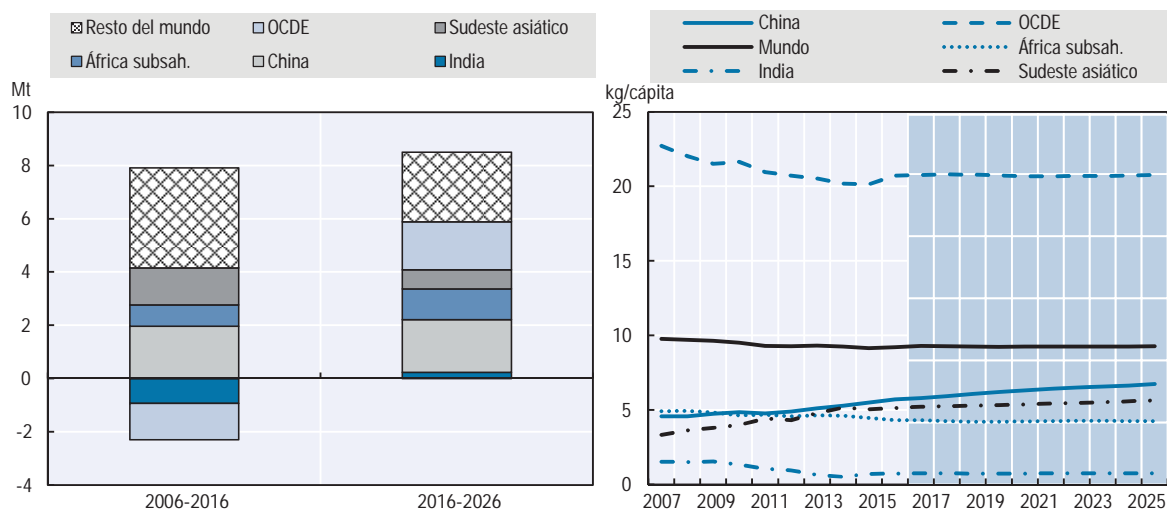 Resto del mundo OCDE Sudeste asiático
África subsah. China India
Mt
10
8
6
4
2
0
-2
-4
2006-2016 2016-2026
China OCDE
Mundo África subsah.
India Sudeste asiático
kg/cápita
25
20
15
10
5
0
2007 2009 2011 2013 2015 2017 2019 2021 2023 2025